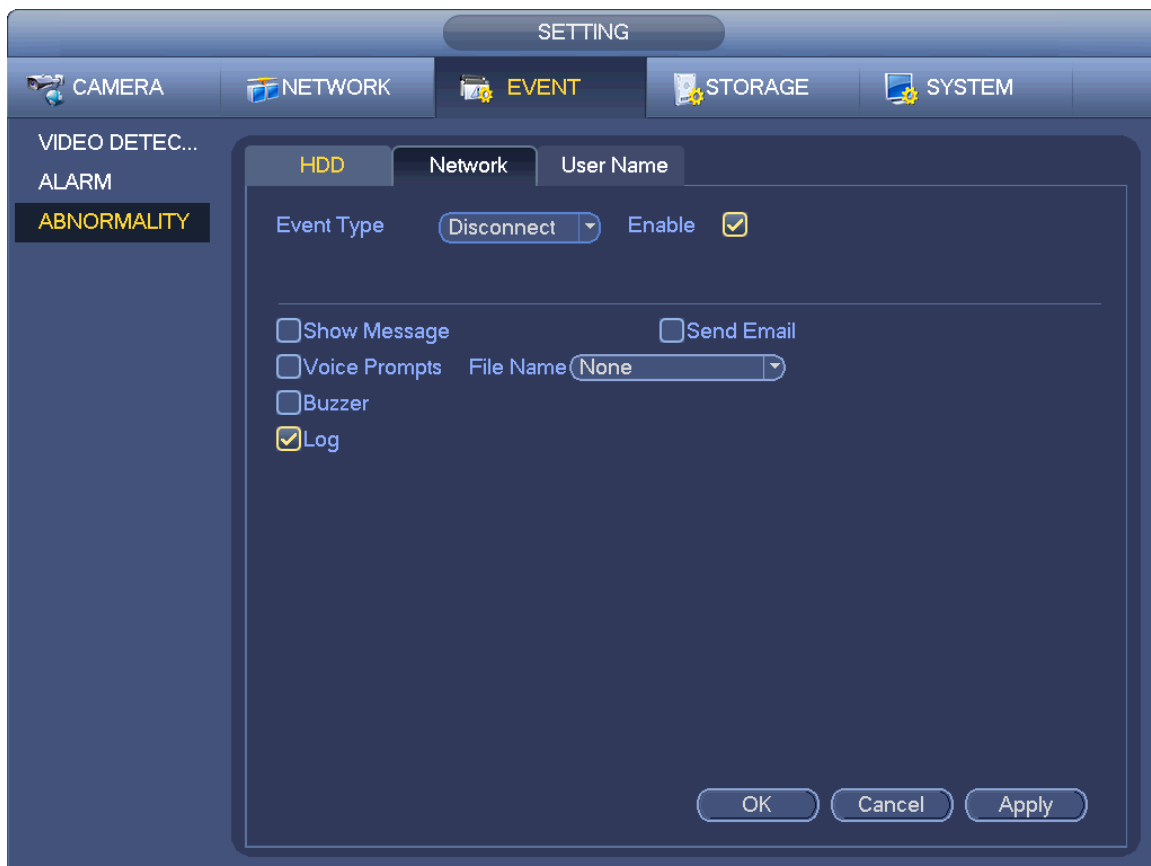 SETTING
CAMERA NETWORK EVENT STORAGE SYSTEM
VIDEO DETEC...
ALARM
ABNORMALITY
HDD Network User Name
Event Type Disconnect Enable
Show Message Send Email
Voice Prompts File Name None
Buzzer
Log
OK Cancel Apply